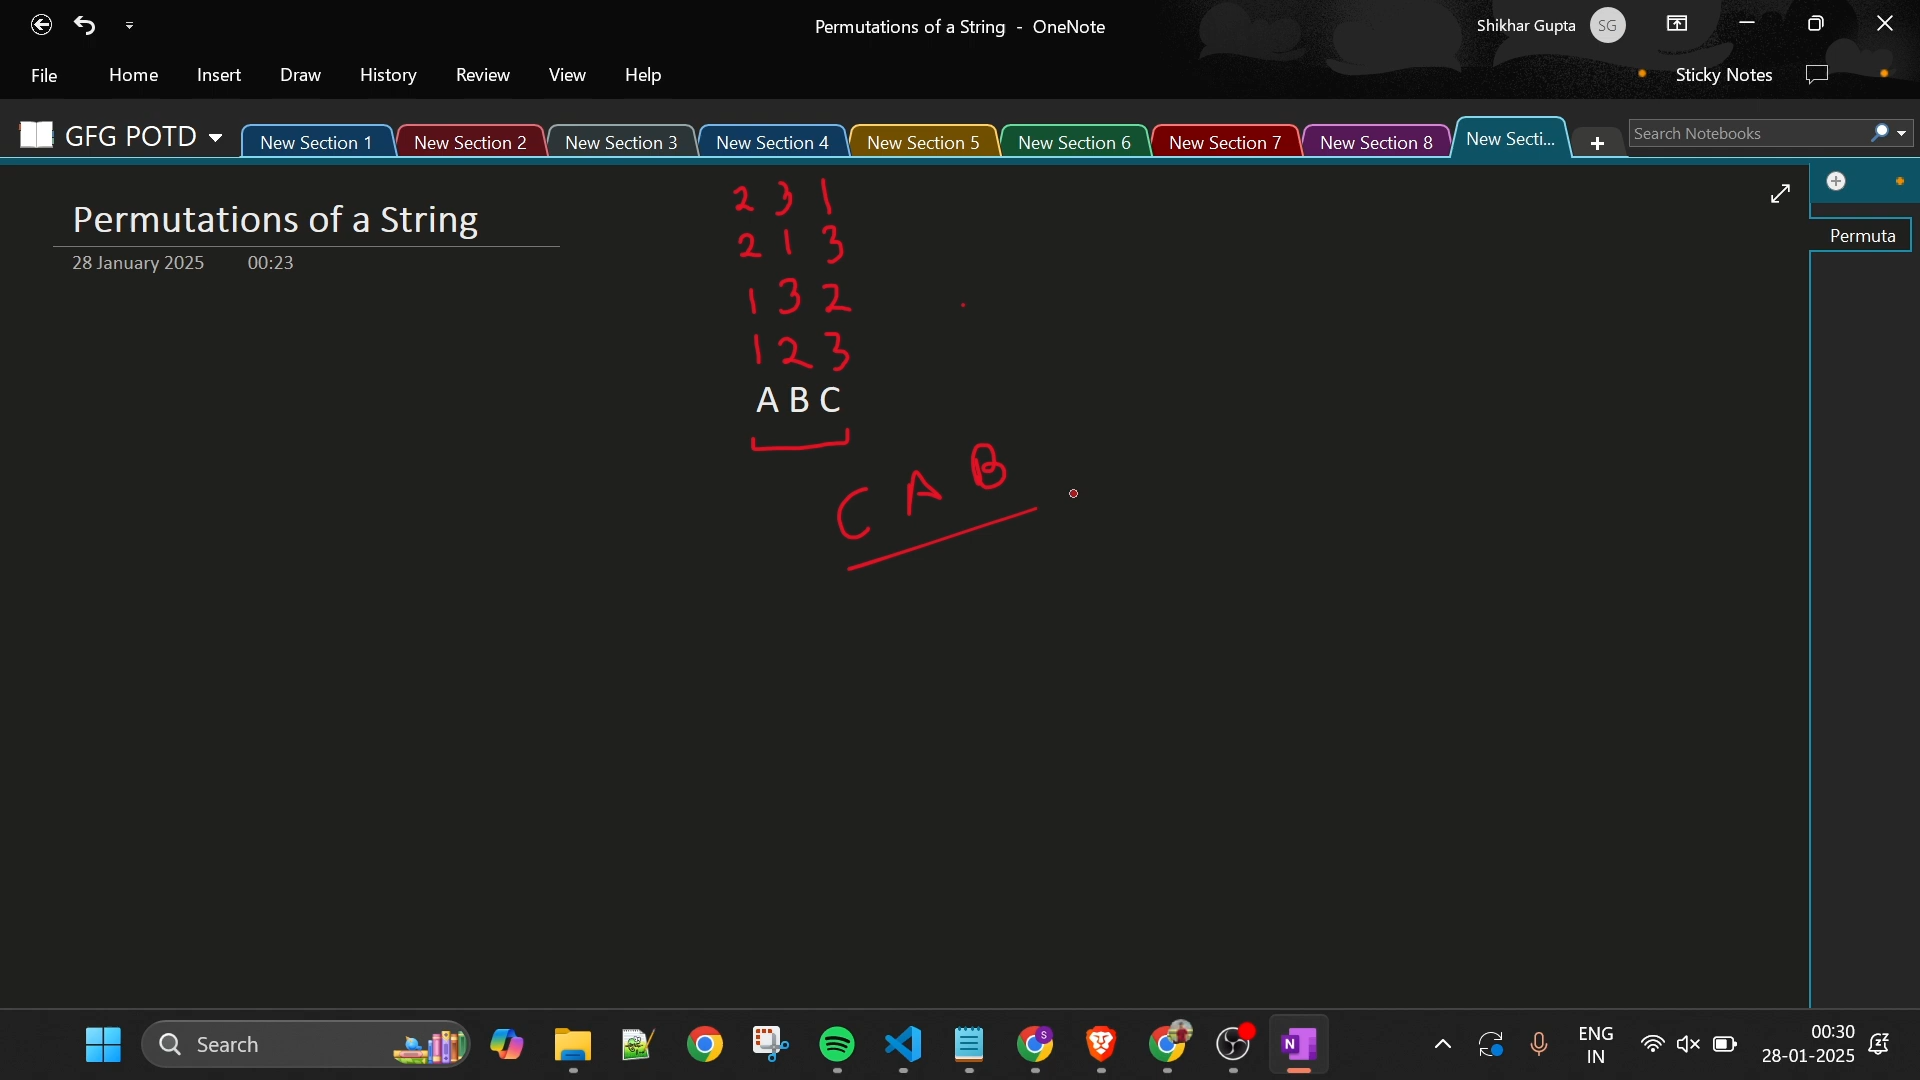 Permutations of a String - OneNote
Shikhar Gupta SG
File Home Insert Draw History Review View Help
Sticky Notes
GFG POTD
New Section 1 New Section 2 New Section 3 New Section 4 New Section 5 New Section 6 New Section 7 New Section 8 New Secti... +
Search Notebooks
Permutations of a String
28 January 2025 00:23
Permuta
2 3 1
2 1 3
1 3 2
1 2 3
A B C
C A B
Search
S
N
ENG
IN
00:30
28-01-2025